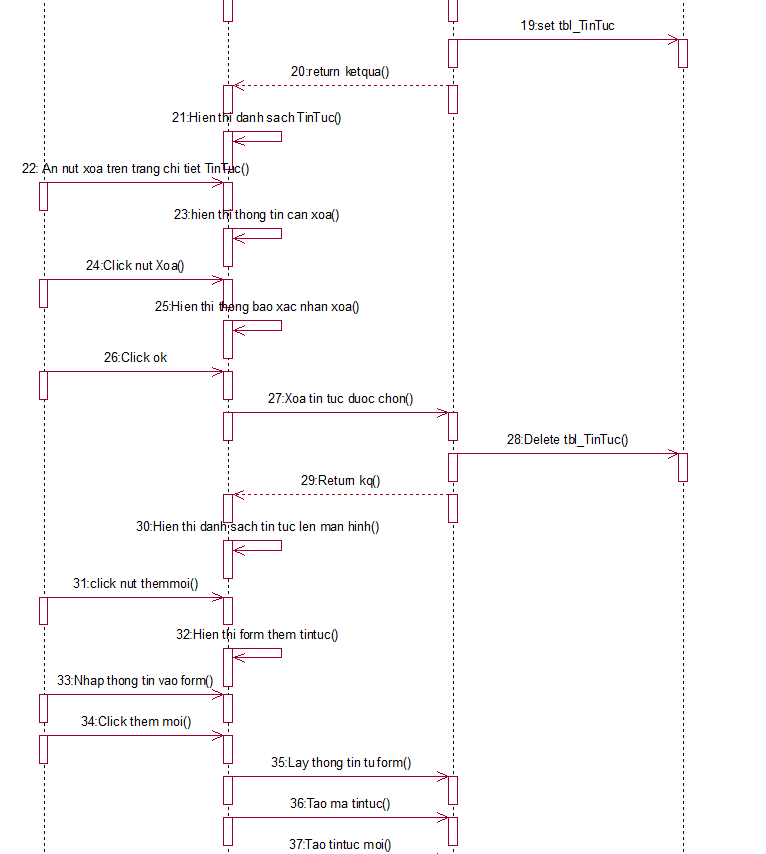 19:set tbl_TinTuc
20:return ketqua()
21:Hien thi danh sach TinTuc()
22: An nut xoa tren trang chi tiet TinTuc()
23:hien thi thong tin can xoa()
24:Click nut Xoa()
25:Hien thi thong bao xac nhan xoa()
26:Click ok
27:Xoa tin tuc duoc chon()
28:Delete tbl_TinTuc()
29:Return kq()
30:Hien thi danh sach tin tuc len man hinh()
31:click nut themmoi()
32:Hien thi form them tintuc()
33:Nhap thong tin vao form()
34:Click them moi()
35:Lay thong tin tu form()
36:Tao ma tintuc()
37:Tao tintuc moi()